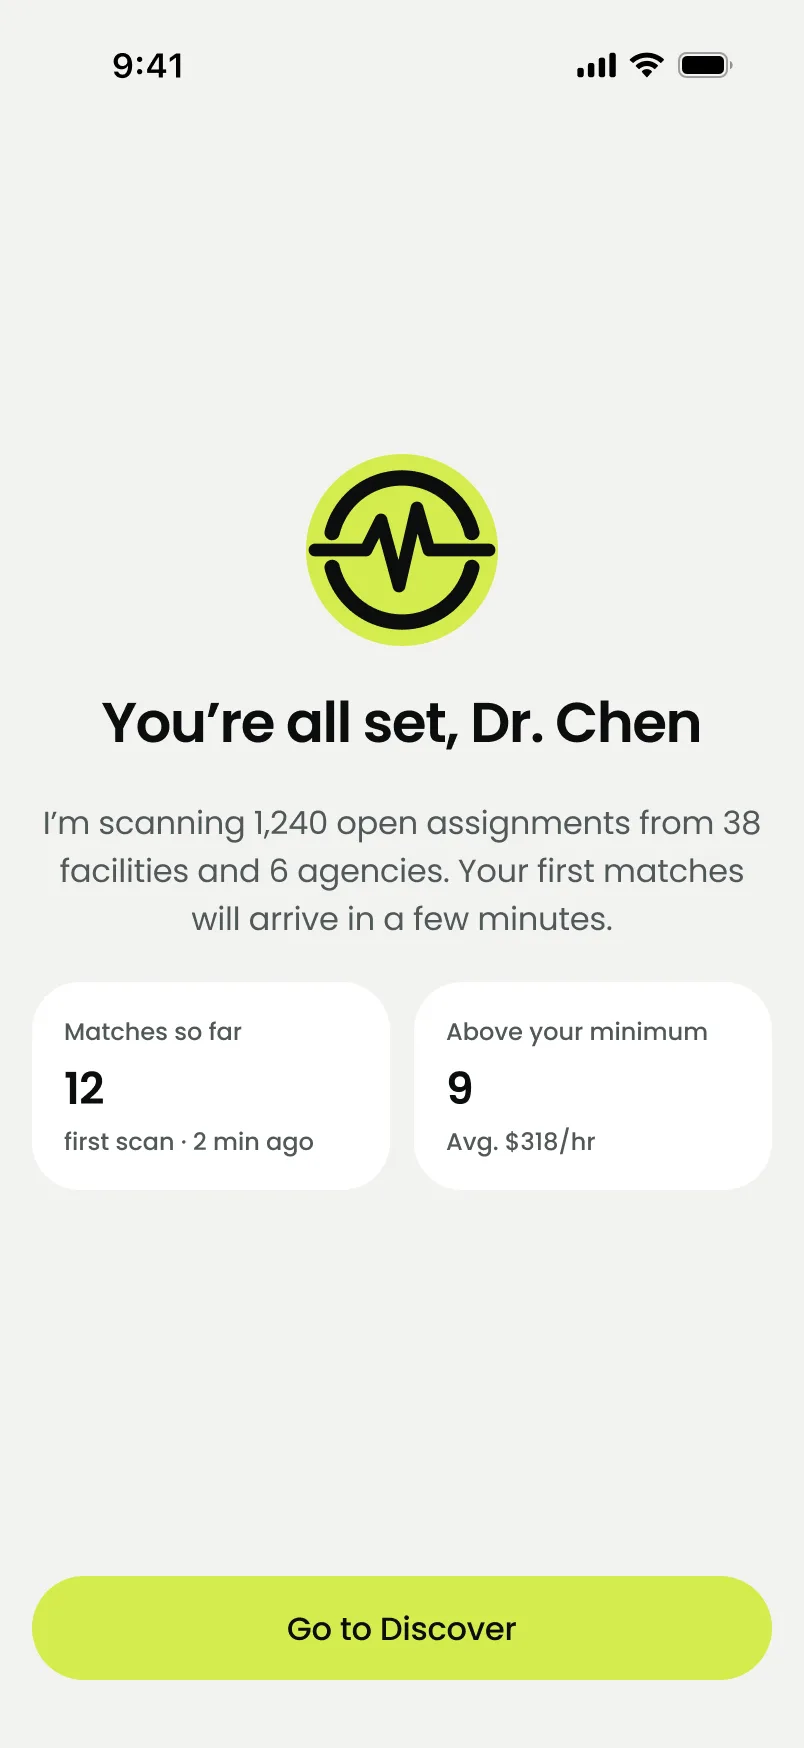 9:41
You’re all set, Dr. Chen
I’m scanning 1,240 open assignments from 38
facilities and 6 agencies. Your first matches
will arrive in a few minutes.
Matches so far
12
first scan · 2 min ago
Above your minimum
9
Avg. $318/hr
Go to Discover